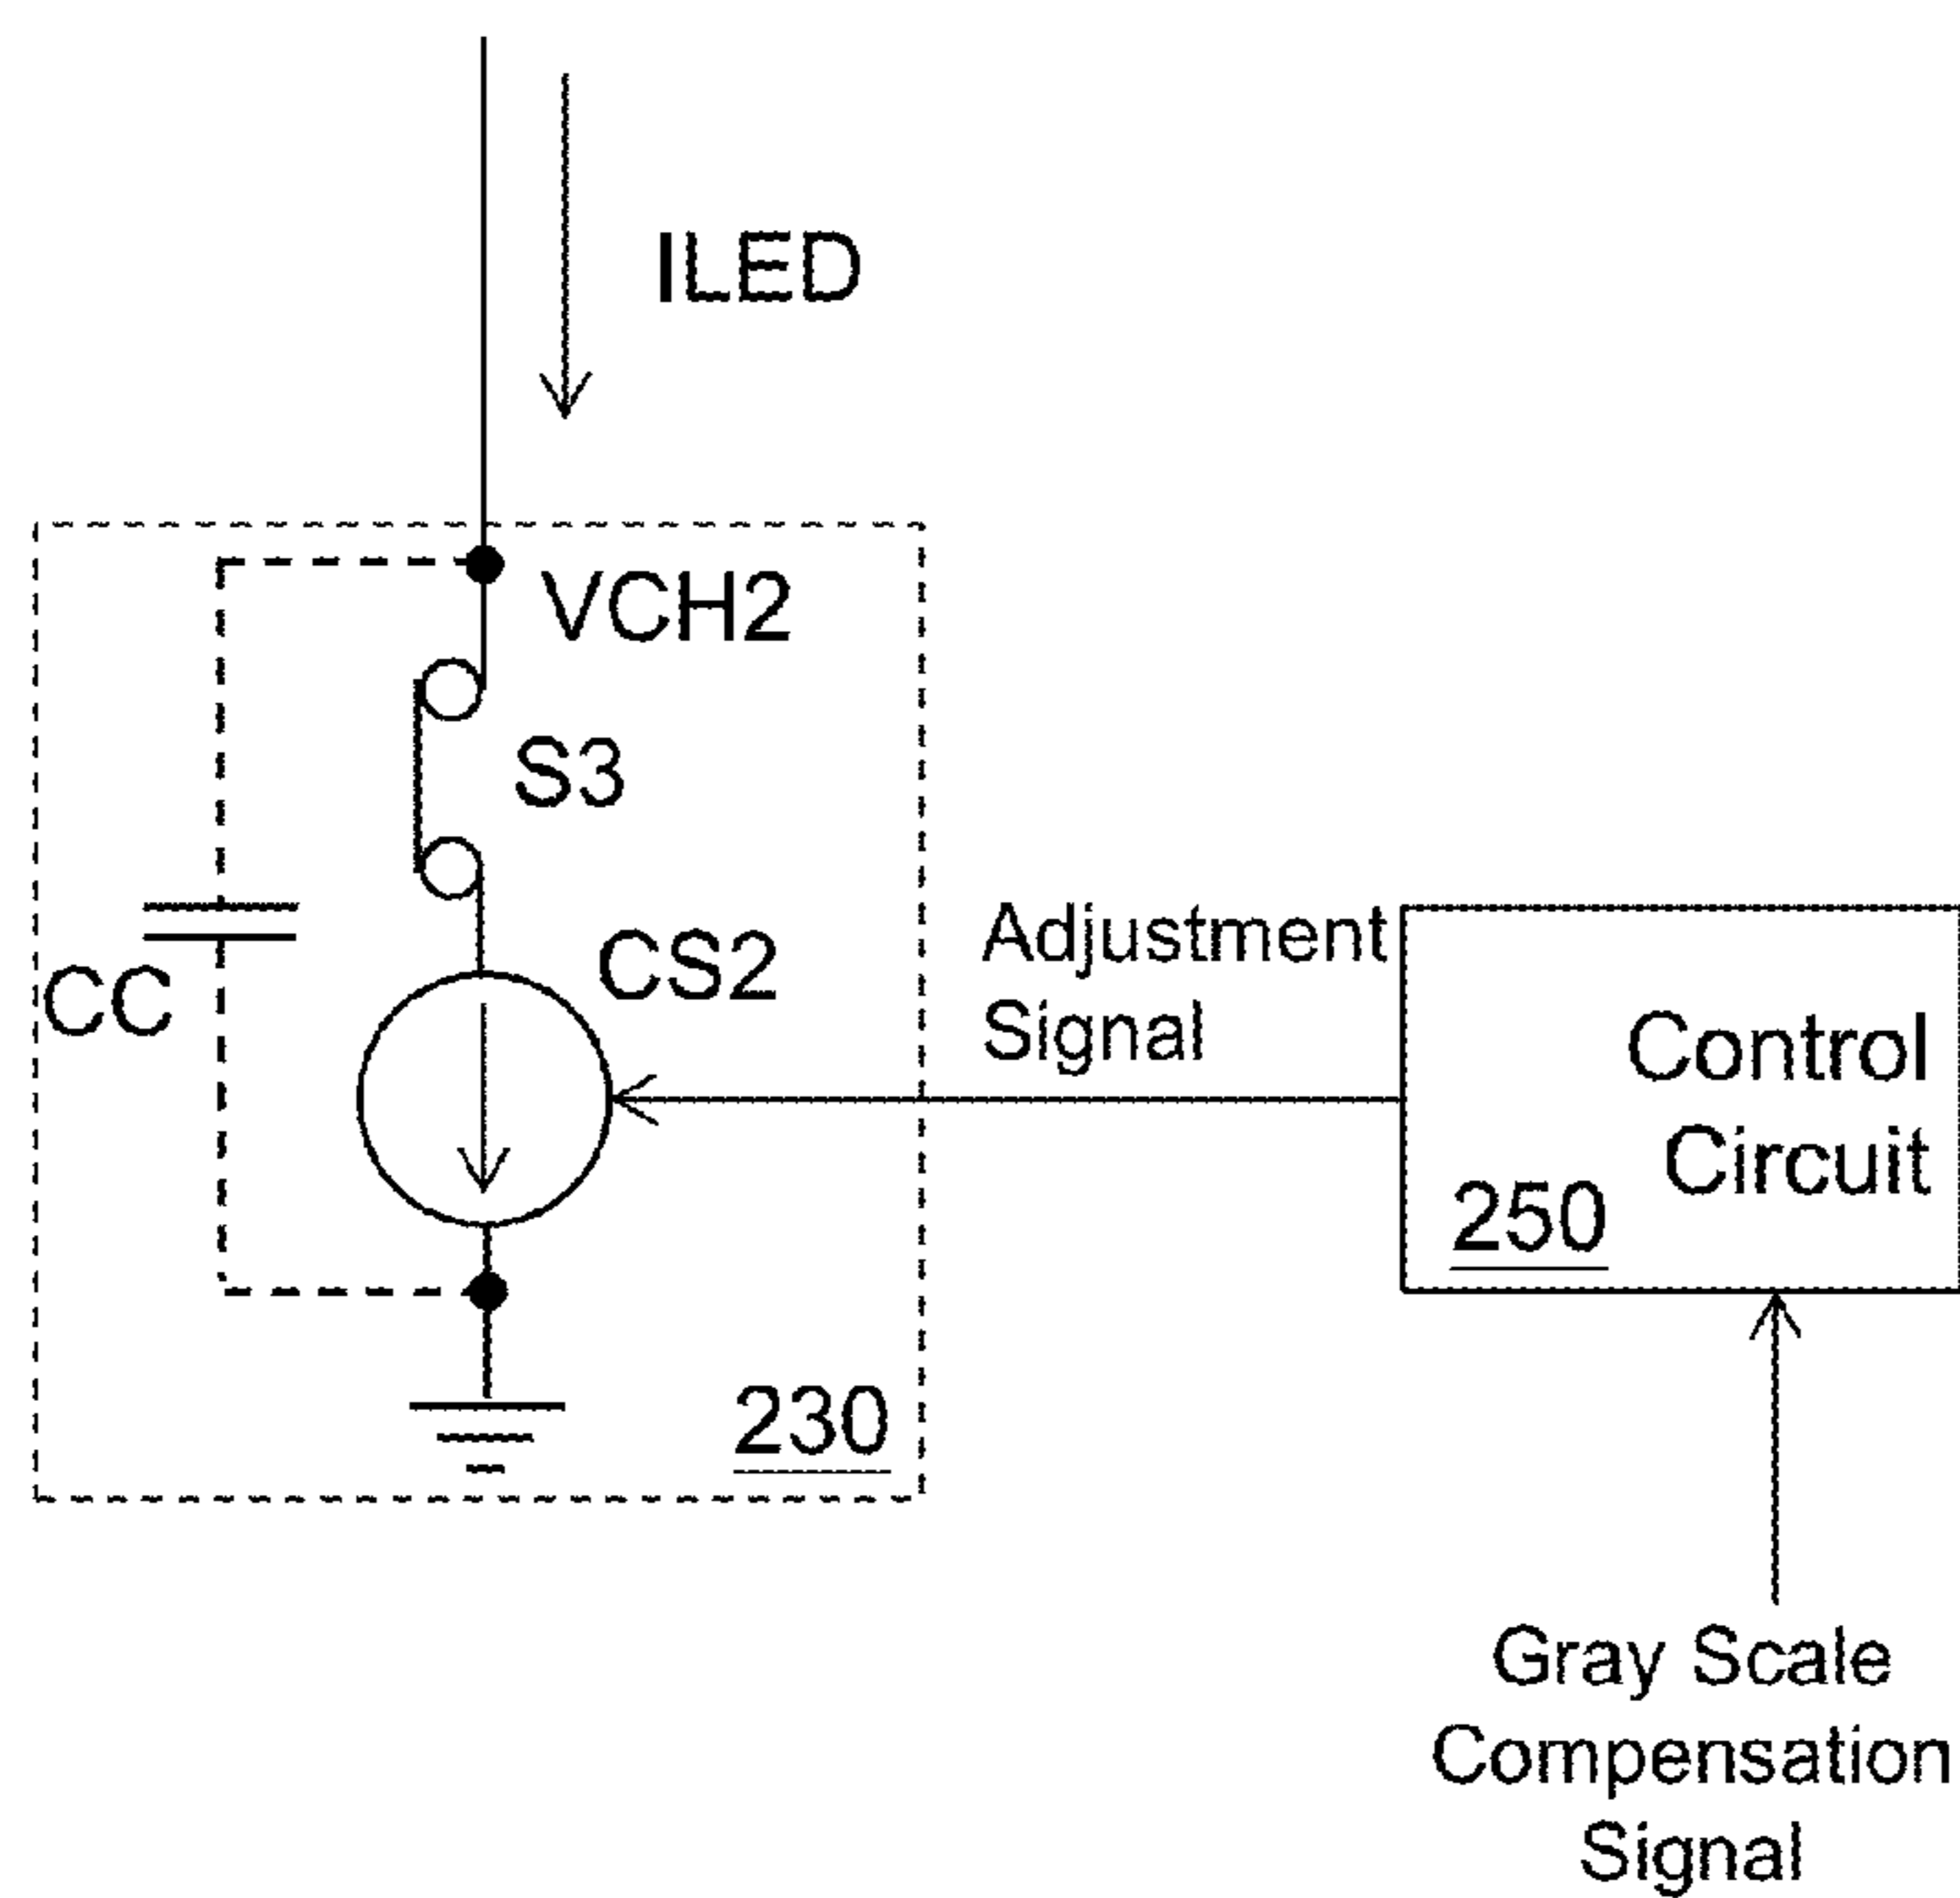 ILED
VCH2
S3
CS2
CC
Adjustment
Signal
Control
Circuit
250
230
Gray Scale
Compensation
Signal